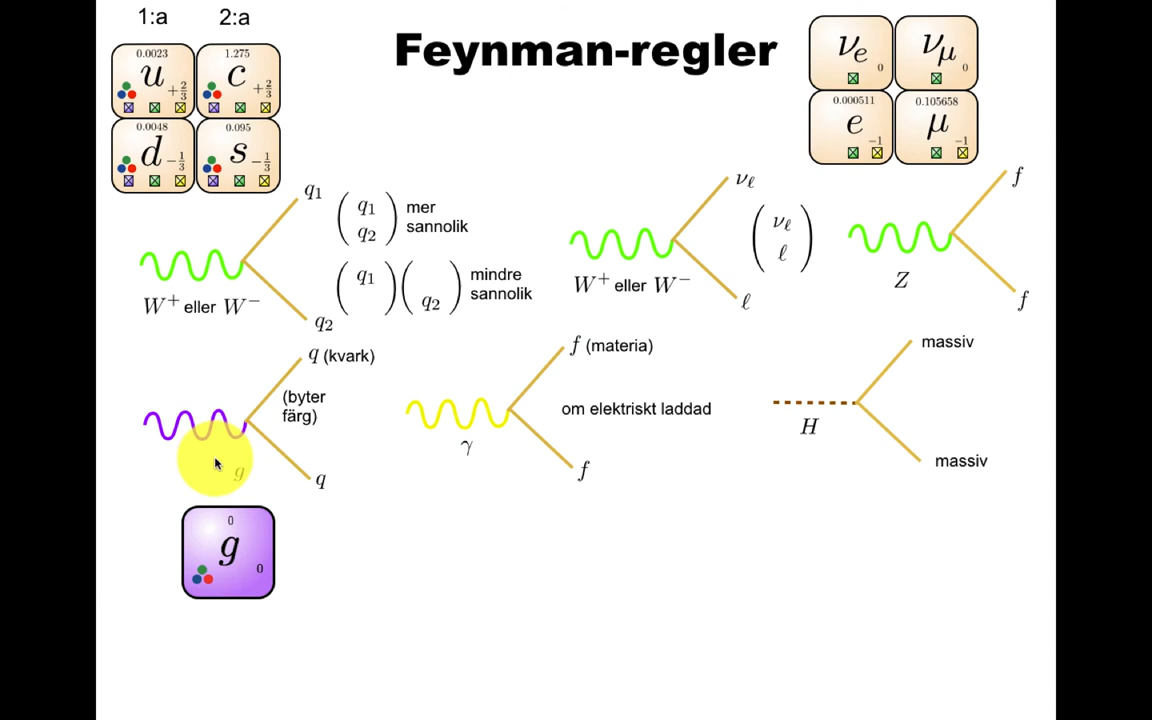 1:a 2:a
Feynman-regler
0.0023 1.275
u +2/3 c +2/3
0.0048 0.095
d -1/3 s -1/3
νe 0 νμ 0
0.000511 0.105658
e -1 μ -1
q1
q1 mer
q2 sannolik
q1 mindre
q2 sannolik
W+ eller W−
q2
νℓ
νℓ
ℓ
W+ eller W−
ℓ
f
Z
f
q (kvark)
(byter
färg)
g
q
f (materia)
om elektriskt laddad
γ
f
massiv
H
massiv
0
g
0